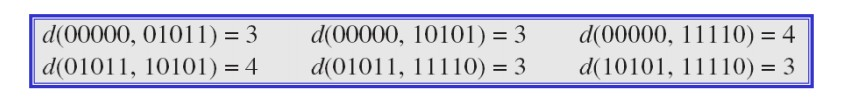 d(00000, 01011) = 3 d(00000, 10101) = 3 d(00000, 11110) = 4
d(01011, 10101) = 4 d(01011, 11110) = 3 d(10101, 11110) = 3